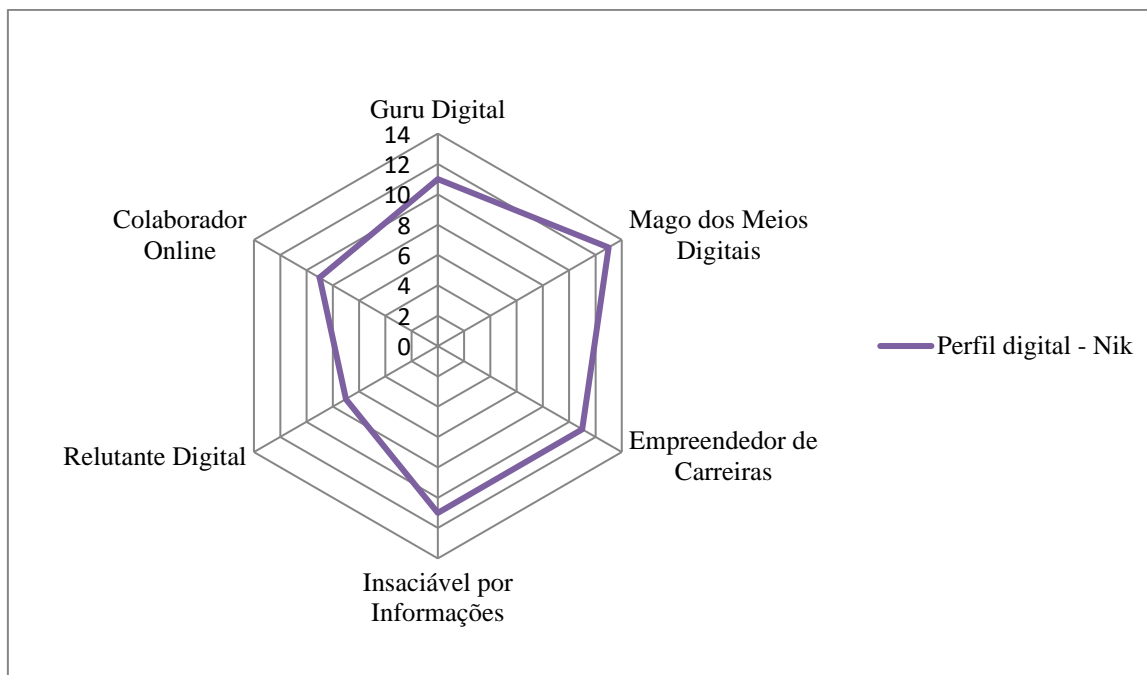 Guru Digital
14
12
10
8
6
4
2
0
Mago dos Meios
Digitais
Empreendedor de
Carreiras
Insaciável por
Informações
Relutante Digital
Colaborador
Online
Perfil digital - Nik